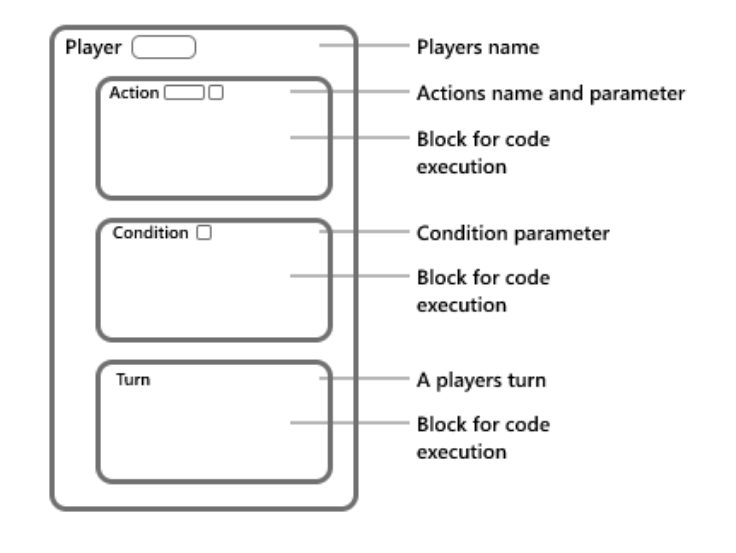 Player
Players name
Action
Actions name and parameter
Block for code
execution
Condition
Condition parameter
Block for code
execution
Turn
A players turn
Block for code
execution